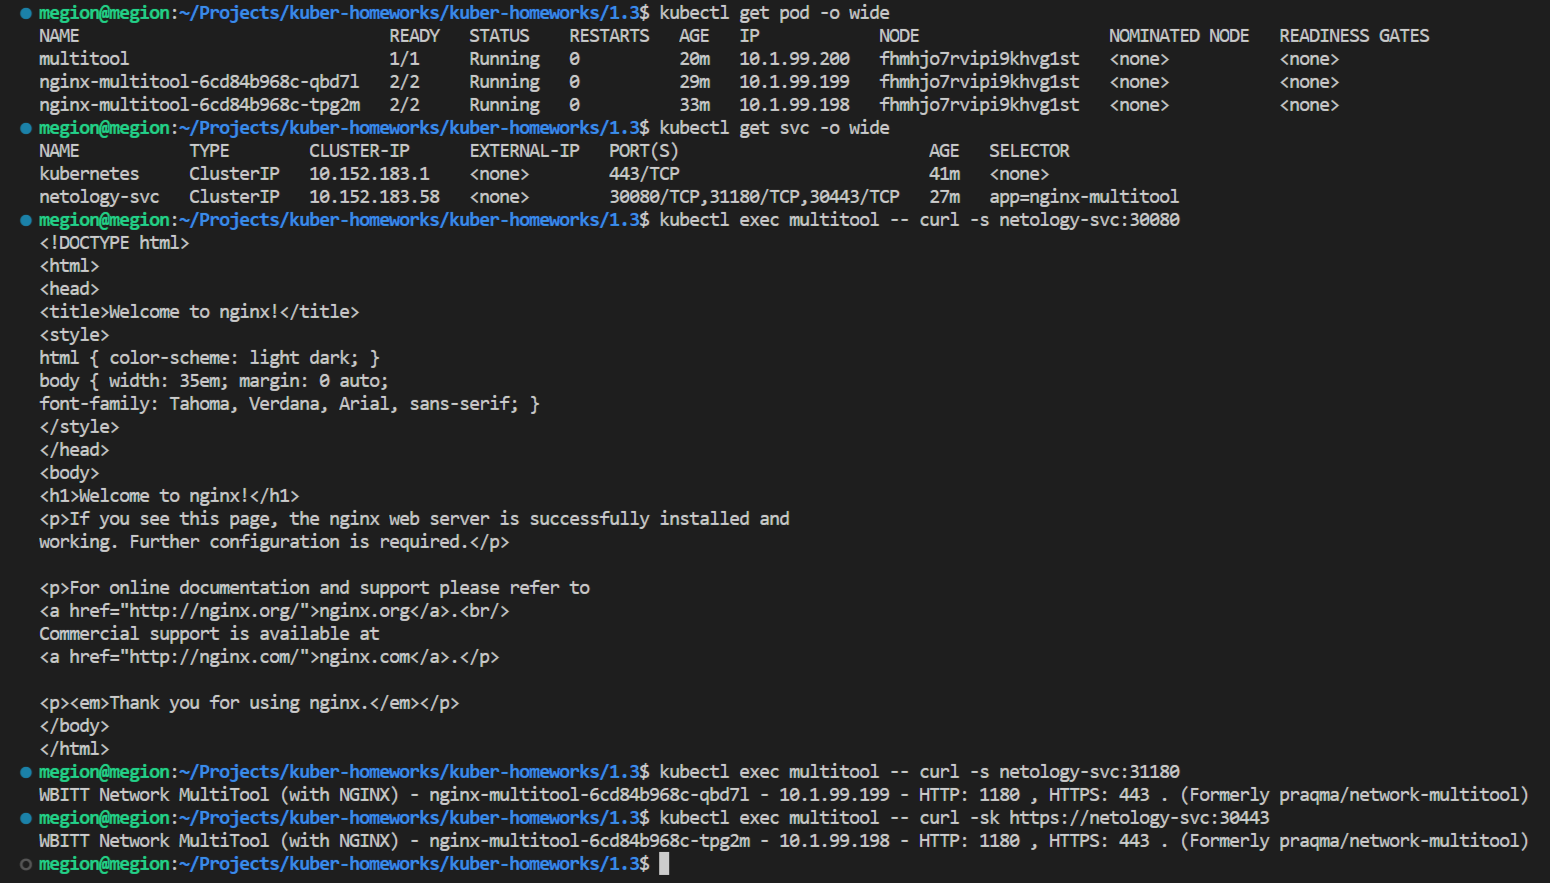 megion@megion:~/Projects/kuber-homeworks/kuber-homeworks/1.3$ kubectl get pod -o wide
NAME READY STATUS RESTARTS AGE IP NODE NOMINATED NODE READINESS GATES
multitool 1/1 Running 0 20m 10.1.99.200 fhmhjo7rvipi9khvg1st <none> <none>
nginx-multitool-6cd84b968c-qbd7l 2/2 Running 0 29m 10.1.99.199 fhmhjo7rvipi9khvg1st <none> <none>
nginx-multitool-6cd84b968c-tpg2m 2/2 Running 0 33m 10.1.99.198 fhmhjo7rvipi9khvg1st <none> <none>
megion@megion:~/Projects/kuber-homeworks/kuber-homeworks/1.3$ kubectl get svc -o wide
NAME TYPE CLUSTER-IP EXTERNAL-IP PORT(S) AGE SELECTOR
kubernetes ClusterIP 10.152.183.1 <none> 443/TCP 41m <none>
netology-svc ClusterIP 10.152.183.58 <none> 30080/TCP,31180/TCP,30443/TCP 27m app=nginx-multitool
megion@megion:~/Projects/kuber-homeworks/kuber-homeworks/1.3$ kubectl exec multitool -- curl -s netology-svc:30080
<!DOCTYPE html>
<html>
<head>
<title>Welcome to nginx!</title>
<style>
html { color-scheme: light dark; }
body { width: 35em; margin: 0 auto;
font-family: Tahoma, Verdana, Arial, sans-serif; }
</style>
</head>
<body>
<h1>Welcome to nginx!</h1>
<p>If you see this page, the nginx web server is successfully installed and
working. Further configuration is required.</p>
<p>For online documentation and support please refer to
<a href="http://nginx.org/">nginx.org</a>.<br/>
Commercial support is available at
<a href="http://nginx.com/">nginx.com</a>.</p>
<p><em>Thank you for using nginx.</em></p>
</body>
</html>
megion@megion:~/Projects/kuber-homeworks/kuber-homeworks/1.3$ kubectl exec multitool -- curl -s netology-svc:31180
WBITT Network MultiTool (with NGINX) - nginx-multitool-6cd84b968c-qbd7l - 10.1.99.199 - HTTP: 1180 , HTTPS: 443 . (Formerly praqma/network-multitool)
megion@megion:~/Projects/kuber-homeworks/kuber-homeworks/1.3$ kubectl exec multitool -- curl -sk https://netology-svc:30443
WBITT Network MultiTool (with NGINX) - nginx-multitool-6cd84b968c-tpg2m - 10.1.99.198 - HTTP: 1180 , HTTPS: 443 . (Formerly praqma/network-multitool)
megion@megion:~/Projects/kuber-homeworks/kuber-homeworks/1.3$